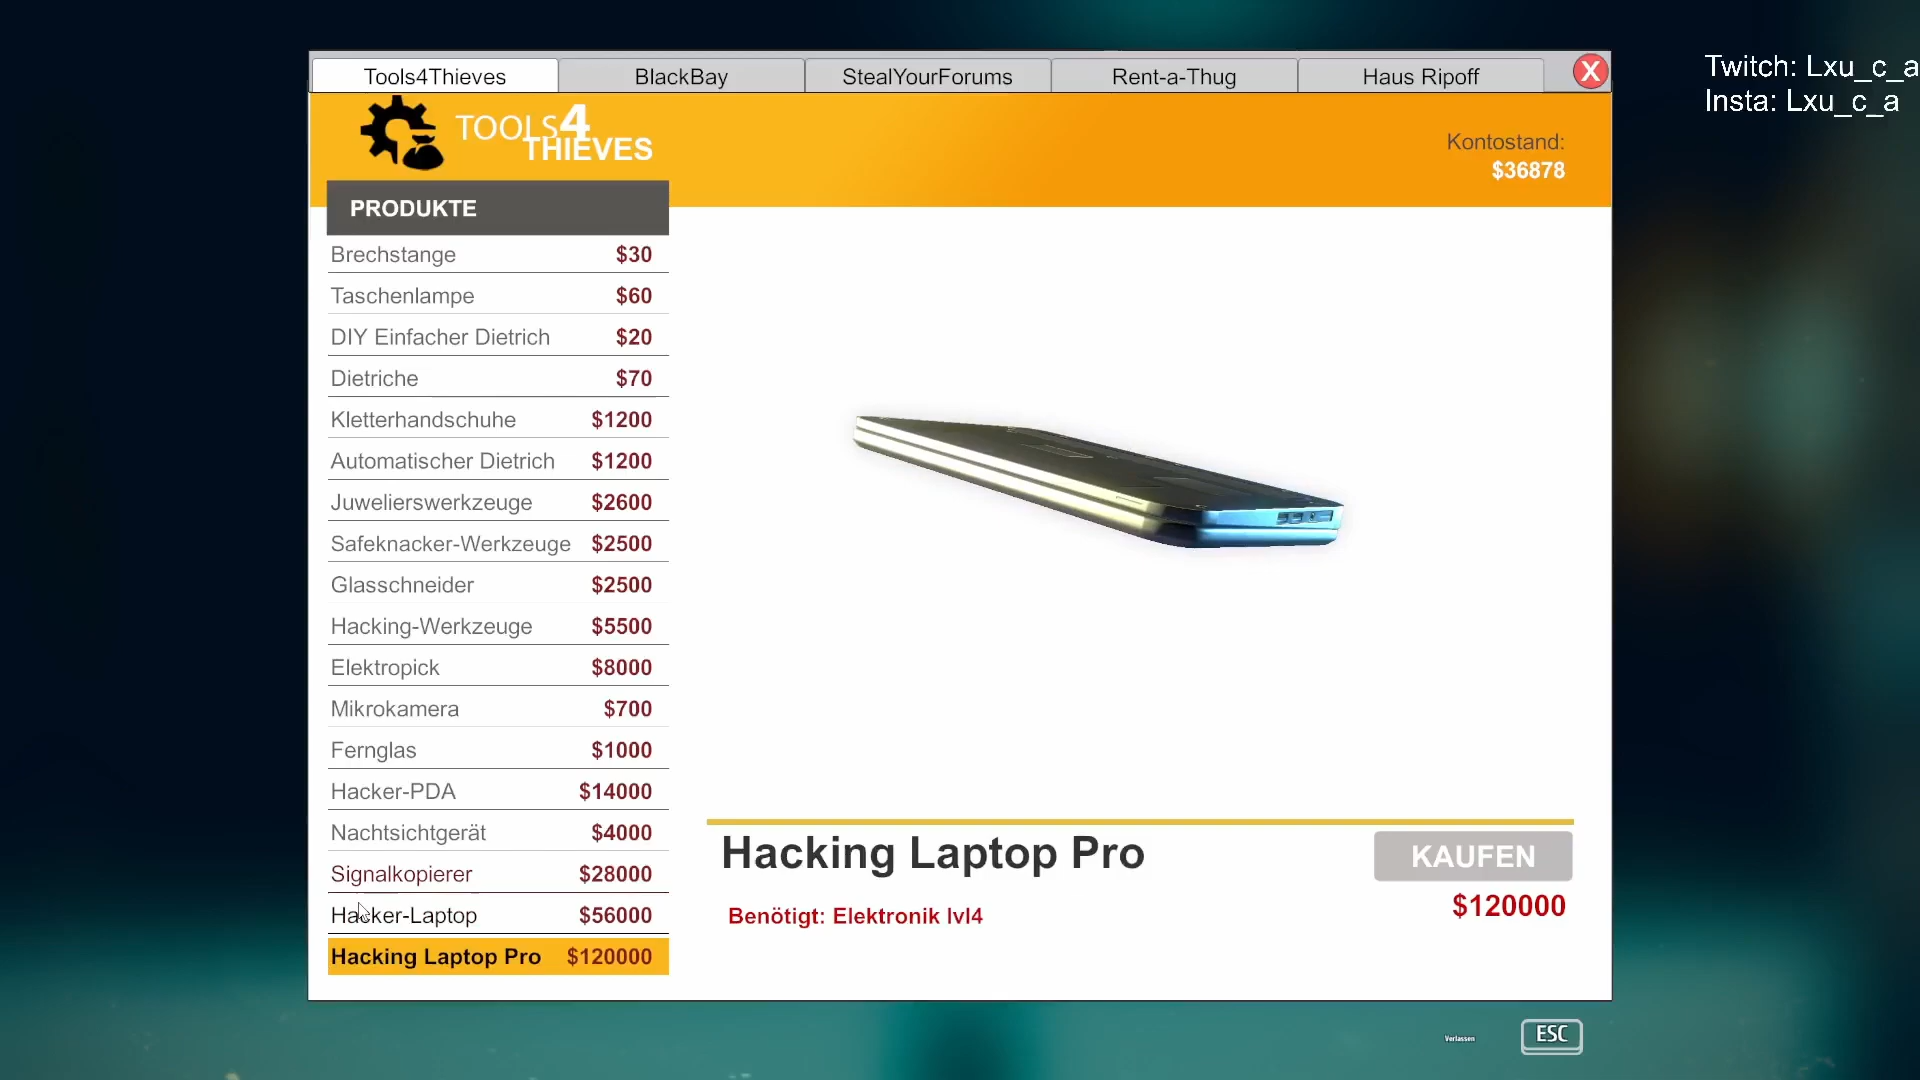 Twitch: Lxu_c_a
Insta: Lxu_c_a
Tools4Thieves
BlackBay
StealYourForums
Rent-a-Thug
Haus Ripoff
X
TOOLS4
THIEVES
Kontostand:
$36878
PRODUKTE
Brechstange $30
Taschenlampe $60
DIY Einfacher Dietrich $20
Dietriche $70
Kletterhandschuhe $1200
Automatischer Dietrich $1200
Juwelierswerkzeuge $2600
Safeknacker-Werkzeuge $2500
Glasschneider $2500
Hacking-Werkzeuge $5500
Elektropick $8000
Mikrokamera $700
Fernglas $1000
Hacker-PDA $14000
Nachtsichtgerät $4000
Signalkopierer $28000
Hacker-Laptop $56000
Hacking Laptop Pro $120000
Hacking Laptop Pro
KAUFEN
$120000
Benötigt: Elektronik lvl4
Verlassen
ESC